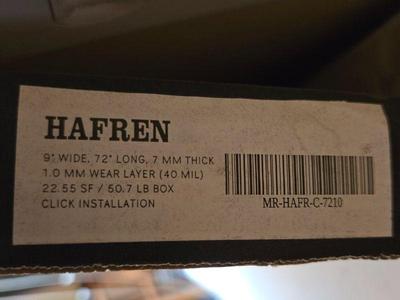 HAFREN
9" WIDE, 72" LONG, 7 MM THICK
1.0 MM WEAR LAYER (40 MIL)
22.55 SF / 50.7 LB BOX
CLICK INSTALLATION
MR-HAFR-C-7210